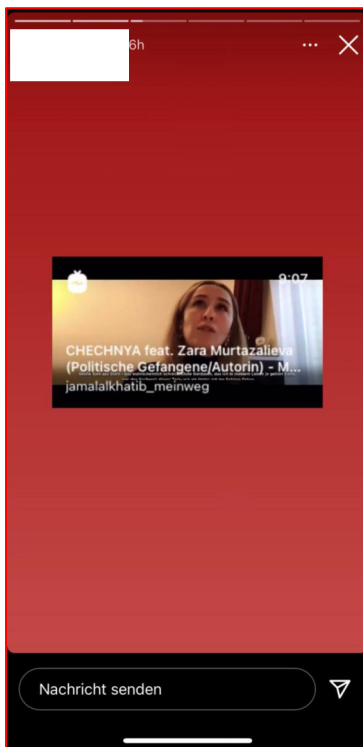 6h
9:07
CHECHNYA feat. Zara Murtazalieva
(Politische Gefangene/Autorin) - M...
jamalalkhatib_meinweg
Nachricht senden